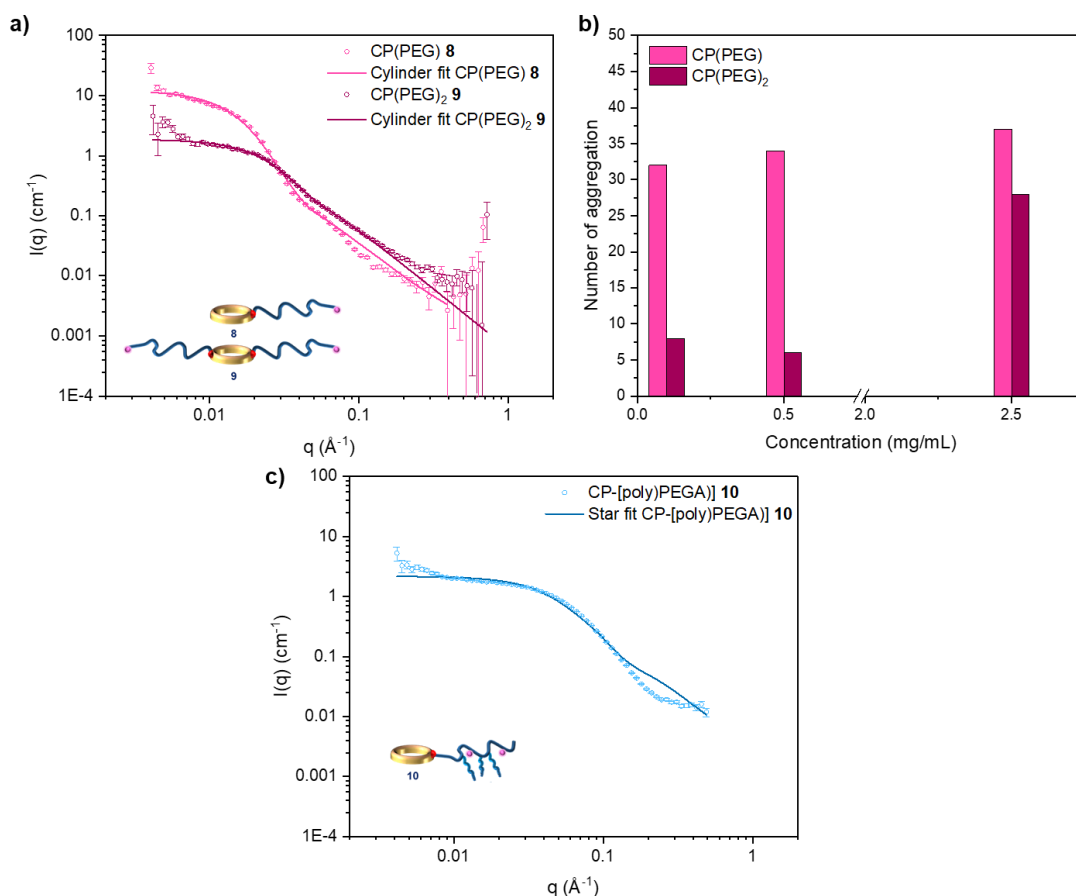 a)
100
10
1
0.1
0.01
0.001
1E-4
I(q) (cm⁻¹)
CP(PEG) 8
Cylinder fit CP(PEG) 8
CP(PEG)₂ 9
Cylinder fit CP(PEG)₂ 9
8
9
0.01
0.1
1
q (Å⁻¹)
b)
50
45
40
35
30
25
20
15
10
5
0
Number of aggregation
CP(PEG)
CP(PEG)₂
0.0
0.5
2.0
2.5
Concentration (mg/mL)
c)
100
10
1
0.1
0.01
0.001
1E-4
I(q) (cm⁻¹)
CP-[poly)PEGA)] 10
Star fit CP-[poly)PEGA)] 10
10
0.01
0.1
1
q (Å⁻¹)